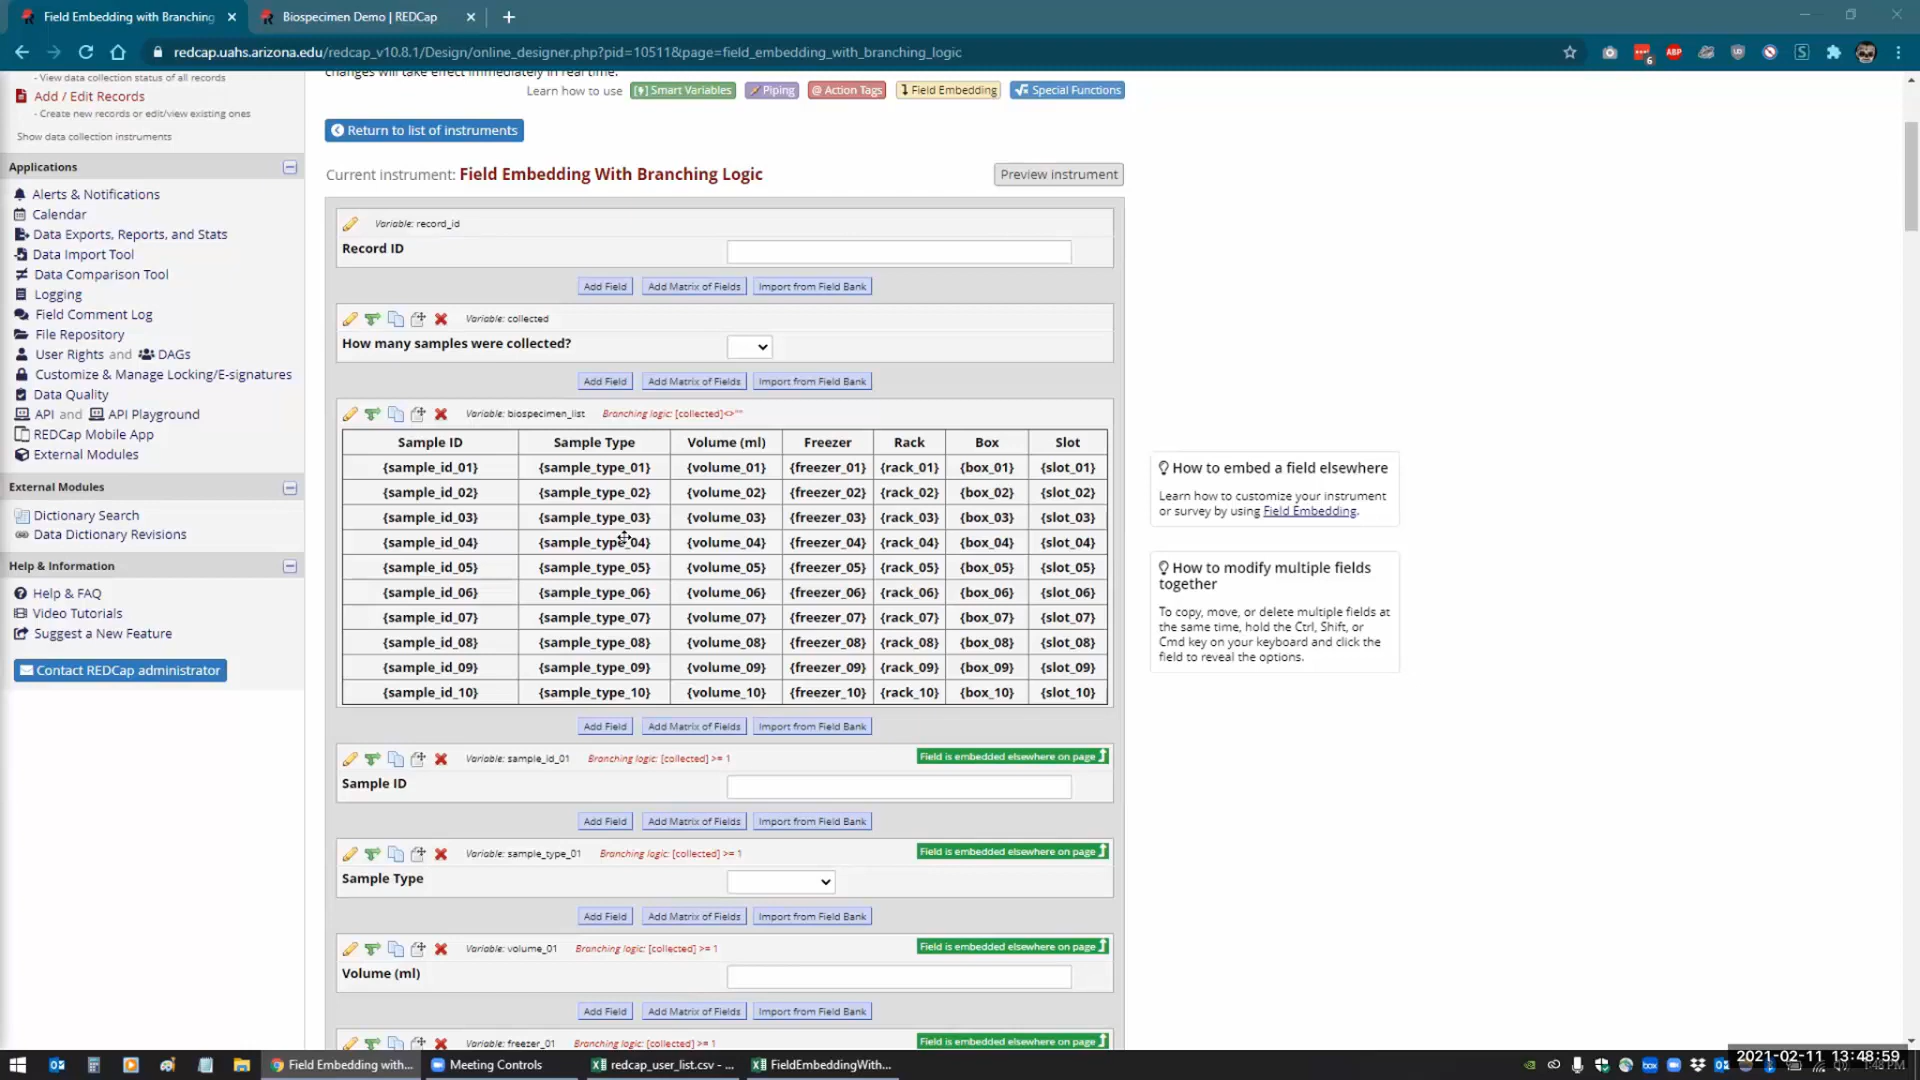 Field Embedding with Branching
Biospecimen Demo | REDCap
redcap.uahs.arizona.edu/redcap_v10.8.1/Design/online_designer.php?pid=10511&page=field_embedding_with_branching_logic
- View data collection status of all records
Add / Edit Records
- Create new records or edit/view existing ones
Show data collection instruments
Applications
Alerts & Notifications
Calendar
Data Exports, Reports, and Stats
Data Import Tool
Data Comparison Tool
Logging
Field Comment Log
File Repository
User Rights and DAGs
Customize & Manage Locking/E-signatures
Data Quality
API and API Playground
REDCap Mobile App
External Modules
External Modules
Dictionary Search
Data Dictionary Revisions
Help & Information
Help & FAQ
Video Tutorials
Suggest a New Feature
Contact REDCap administrator
changes will take effect immediately in real time.
Learn how to use Smart Variables Piping @ Action Tags Field Embedding Special Functions
Return to list of instruments
Current instrument: Field Embedding With Branching Logic
Preview instrument
Variable: record_id
Record ID
Add Field Add Matrix of Fields Import from Field Bank
Variable: collected
How many samples were collected?
Add Field Add Matrix of Fields Import from Field Bank
Variable: biospecimen_list Branching logic: [collected]<>""
Sample ID Sample Type Volume (ml) Freezer Rack Box Slot
{sample_id_01} {sample_type_01} {volume_01} {freezer_01} {rack_01} {box_01} {slot_01}
{sample_id_02} {sample_type_02} {volume_02} {freezer_02} {rack_02} {box_02} {slot_02}
{sample_id_03} {sample_type_03} {volume_03} {freezer_03} {rack_03} {box_03} {slot_03}
{sample_id_04} {sample_type_04} {volume_04} {freezer_04} {rack_04} {box_04} {slot_04}
{sample_id_05} {sample_type_05} {volume_05} {freezer_05} {rack_05} {box_05} {slot_05}
{sample_id_06} {sample_type_06} {volume_06} {freezer_06} {rack_06} {box_06} {slot_06}
{sample_id_07} {sample_type_07} {volume_07} {freezer_07} {rack_07} {box_07} {slot_07}
{sample_id_08} {sample_type_08} {volume_08} {freezer_08} {rack_08} {box_08} {slot_08}
{sample_id_09} {sample_type_09} {volume_09} {freezer_09} {rack_09} {box_09} {slot_09}
{sample_id_10} {sample_type_10} {volume_10} {freezer_10} {rack_10} {box_10} {slot_10}
Add Field Add Matrix of Fields Import from Field Bank
Variable: sample_id_01 Branching logic: [collected] >= 1 Field is embedded elsewhere on page
Sample ID
Add Field Add Matrix of Fields Import from Field Bank
Variable: sample_type_01 Branching logic: [collected] >= 1 Field is embedded elsewhere on page
Sample Type
Add Field Add Matrix of Fields Import from Field Bank
Variable: volume_01 Branching logic: [collected] >= 1 Field is embedded elsewhere on page
Volume (ml)
Add Field Add Matrix of Fields Import from Field Bank
Variable: freezer_01 Branching logic: [collected] >= 1 Field is embedded elsewhere on page
How to embed a field elsewhere
Learn how to customize your instrument
or survey by using Field Embedding.
How to modify multiple fields
together
To copy, move, or delete multiple fields at
the same time, hold the Ctrl, Shift, or
Cmd key on your keyboard and click the
field to reveal the options.
Field Embedding with...
Meeting Controls
redcap_user_list.csv - ...
FieldEmbeddingWith...
2021-02-11 13:48:59